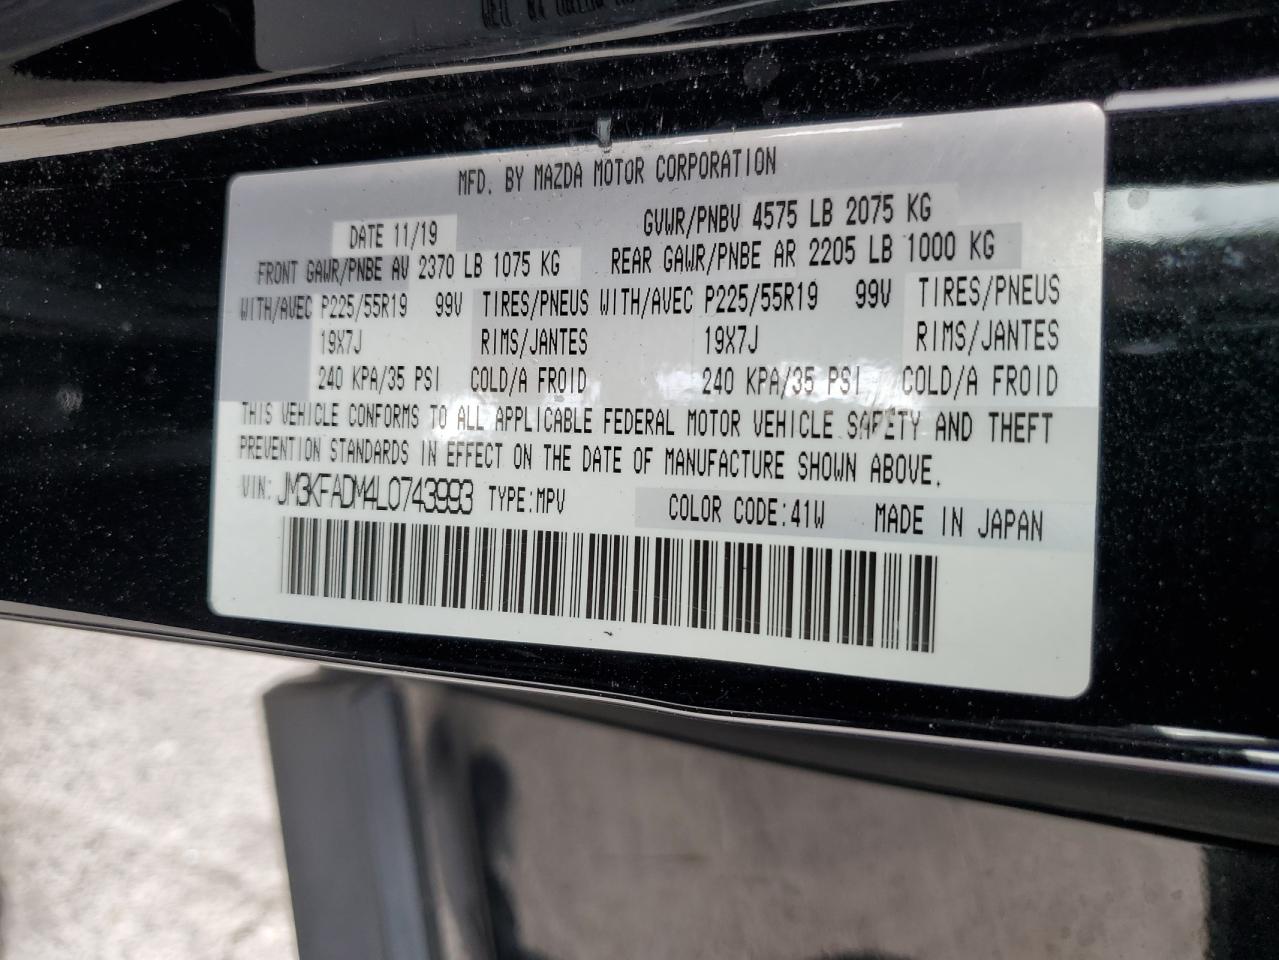 MFD. BY MAZDA MOTOR CORPORATION
DATE 11/19 GVWR/PNBV 4575 LB 2075 KG
FRONT GAWR/PNBE AV 2370 LB 1075 KG REAR GAWR/PNBE AR 2205 LB 1000 KG
WITH/AVEC P225/55R19 99V TIRES/PNEUS WITH/AVEC P225/55R19 99V TIRES/PNEUS
19X7J RIMS/JANTES 19X7J RIMS/JANTES
240 KPA/35 PSI COLD/A FROID 240 KPA/35 PSI COLD/A FROID
THIS VEHICLE CONFORMS TO ALL APPLICABLE FEDERAL MOTOR VEHICLE SAFETY AND THEFT
PREVENTION STANDARDS IN EFFECT ON THE DATE OF MANUFACTURE SHOWN ABOVE.
VIN: JM3KFADM4L0743993 TYPE:MPV COLOR CODE:41W MADE IN JAPAN